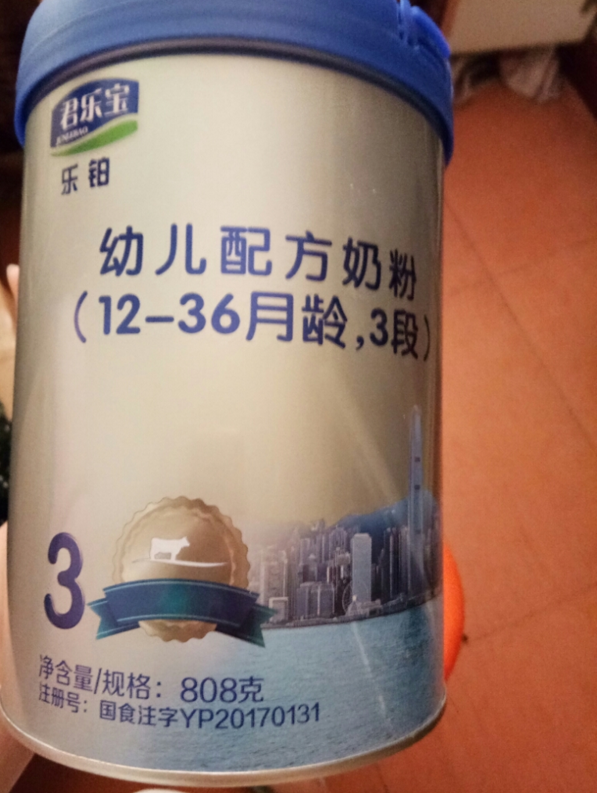 君乐宝
JUNLEBAO
乐铂
幼儿配方奶粉
（12-36月龄,3段）
3
净含量/规格：808克
注册号：国食注字YP20170131